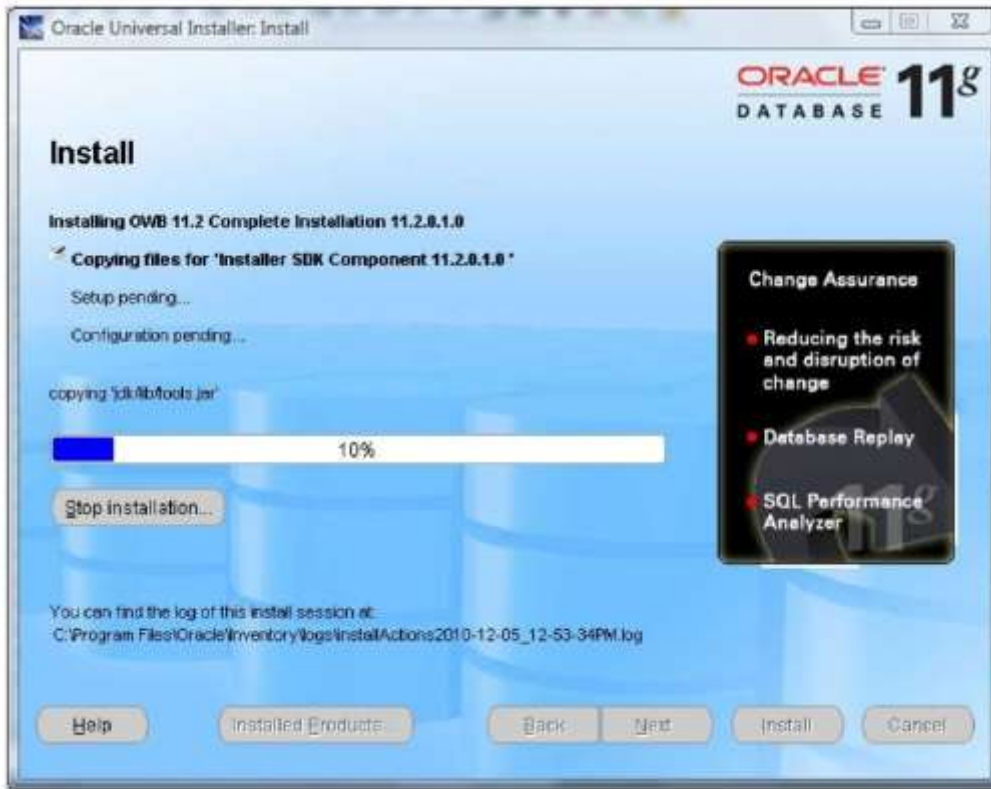 Oracle Universal Installer: Install
ORACLE 11g
DATABASE
Install
Installing OWB 11.2 Complete Installation 11.2.0.1.0
Copying files for 'Installer SDK Component 11.2.0.1.0 '
Setup pending...
Configuration pending...
copying 'jdk/lib/tools.jar'
10%
Stop installation...
Change Assurance
Reducing the risk
and disruption of
change
Database Replay
SQL Performance
Analyzer
11g
You can find the log of this install session at:
C:\Program Files\Oracle\Inventory\logs\installActions2010-12-05_12-53-34PM.log
Help
Installed Products...
Back
Next
Install
Cancel